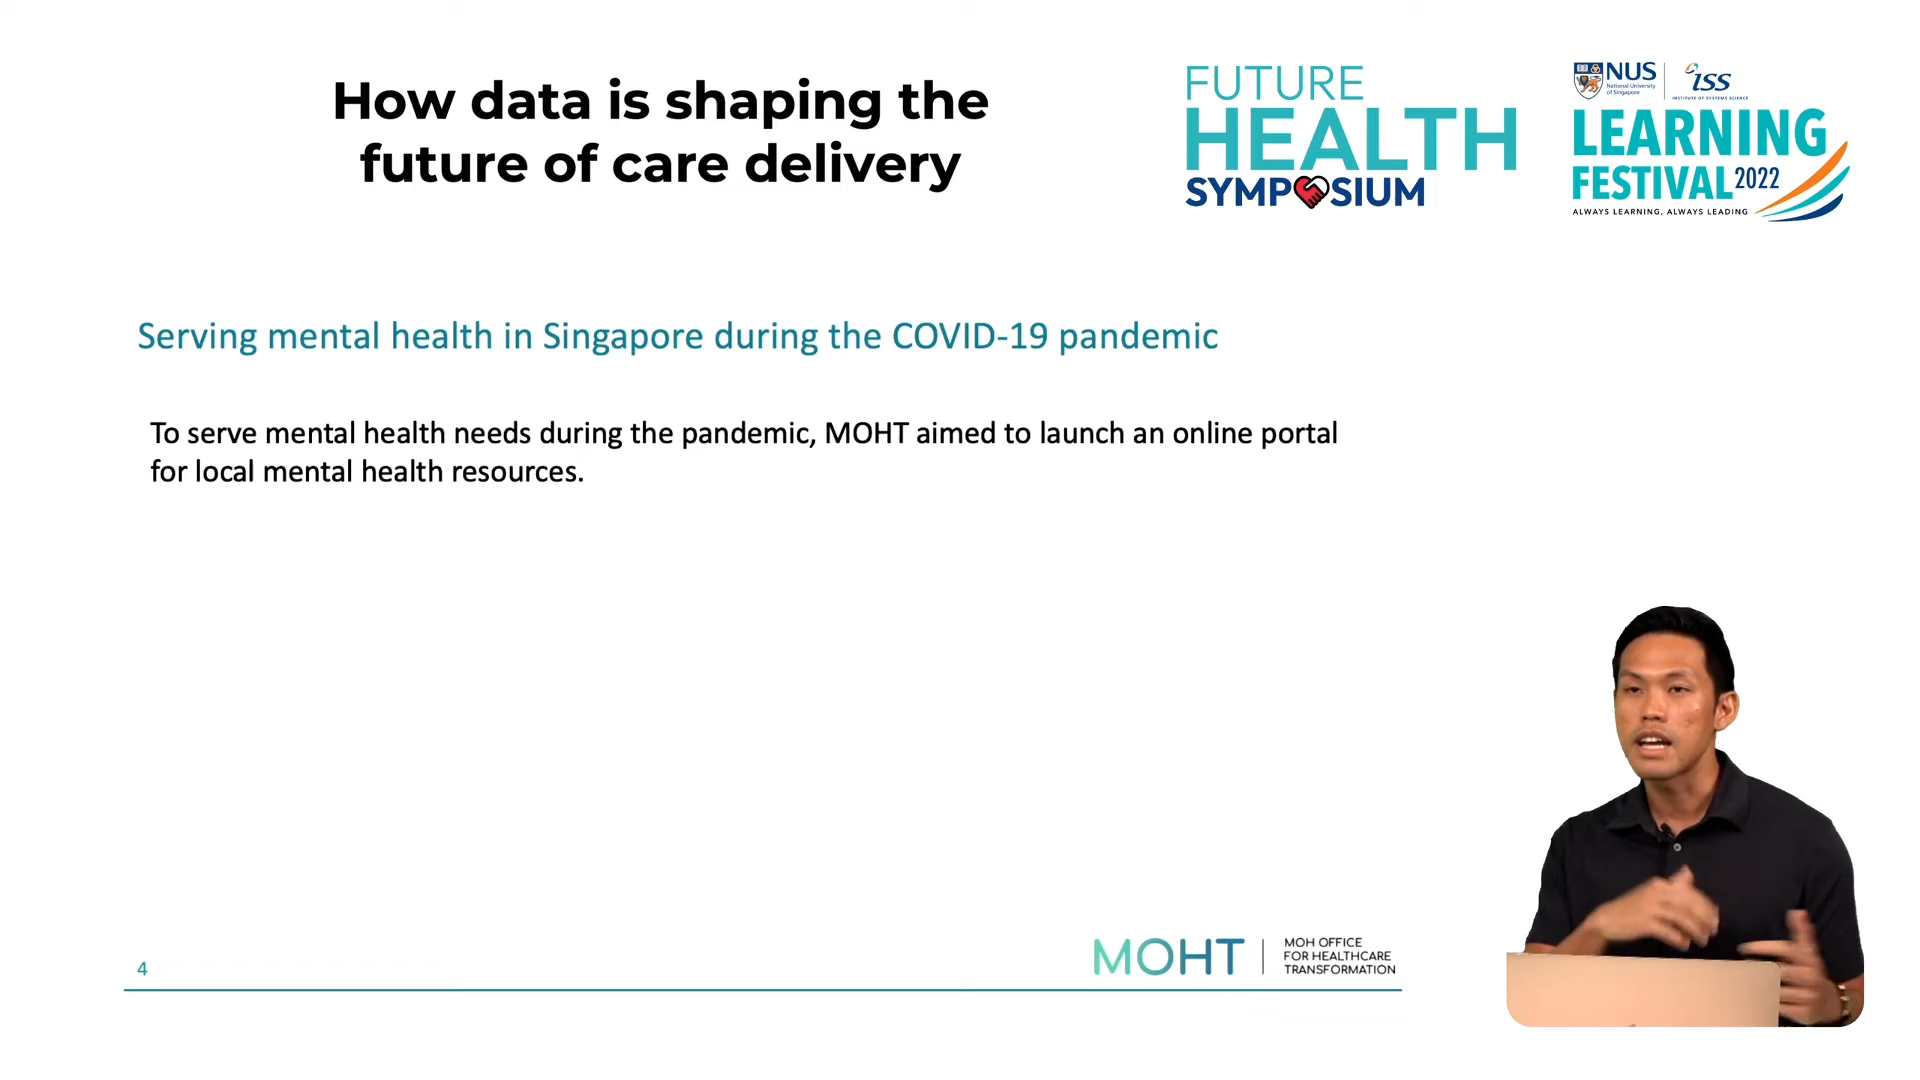 How data is shaping the
future of care delivery
FUTURE
HEALTH
SYMPOSIUM
NUS
National University
of Singapore
iSS
INSTITUTE OF SYSTEMS SCIENCE
LEARNING
FESTIVAL 2022
ALWAYS LEARNING, ALWAYS LEADING
Serving mental health in Singapore during the COVID-19 pandemic
To serve mental health needs during the pandemic, MOHT aimed to launch an online portal
for local mental health resources.
4
MOHT
MOH OFFICE
FOR HEALTHCARE
TRANSFORMATION